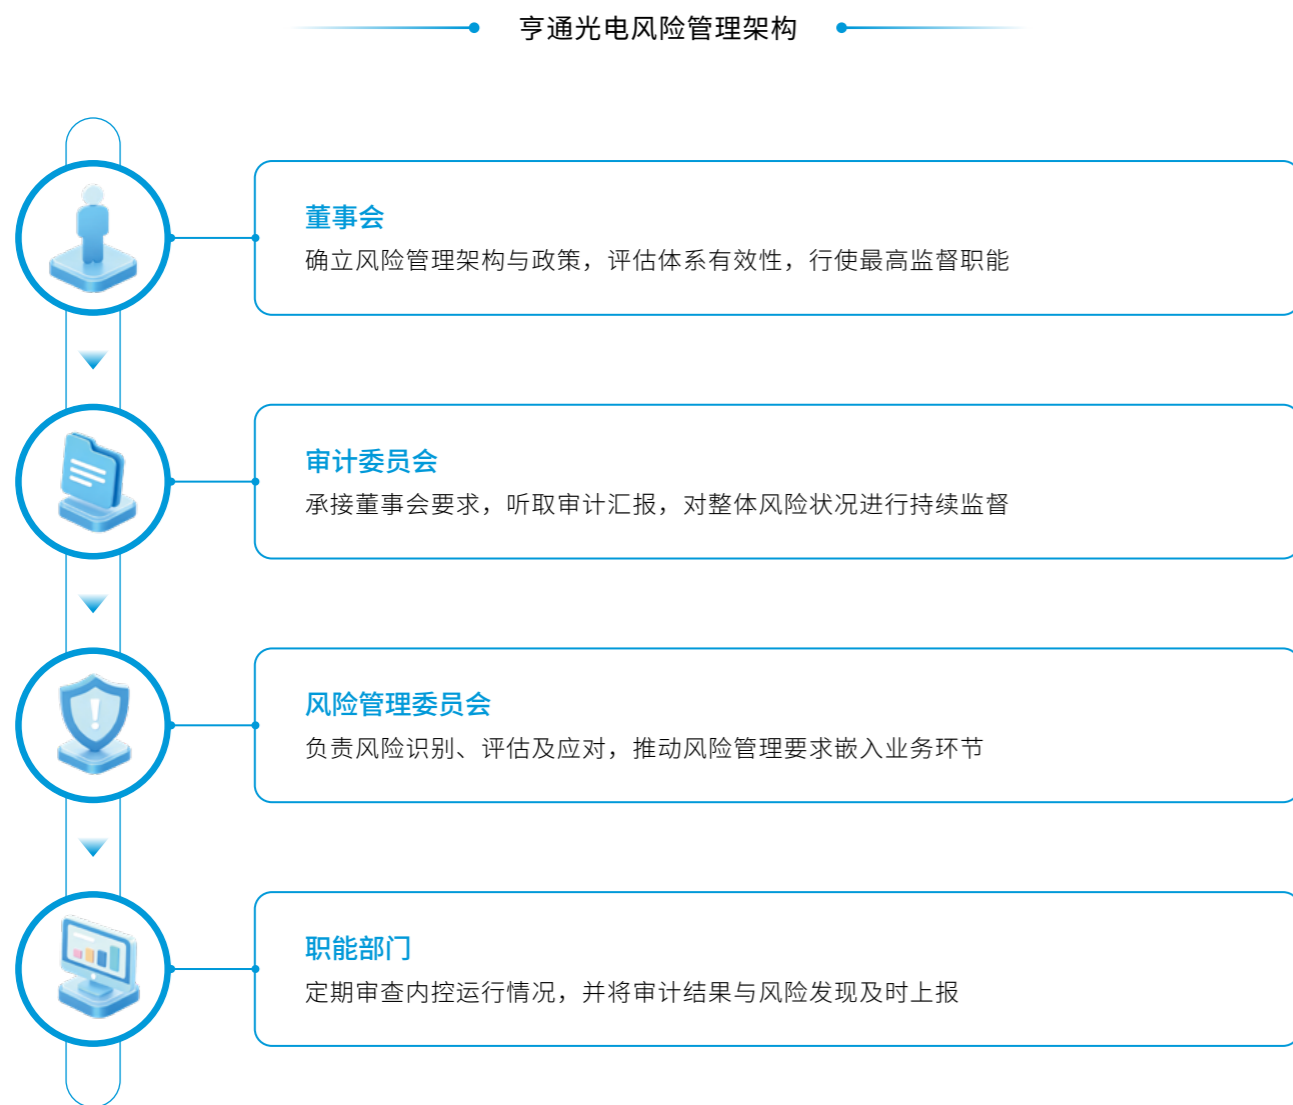 亨通光电风险管理架构
董事会
确立风险管理架构与政策，评估体系有效性，行使最高监督职能
审计委员会
承接董事会要求，听取审计汇报，对整体风险状况进行持续监督
风险管理委员会
负责风险识别、评估及应对，推动风险管理要求嵌入业务环节
职能部门
定期审查内控运行情况，并将审计结果与风险发现及时上报